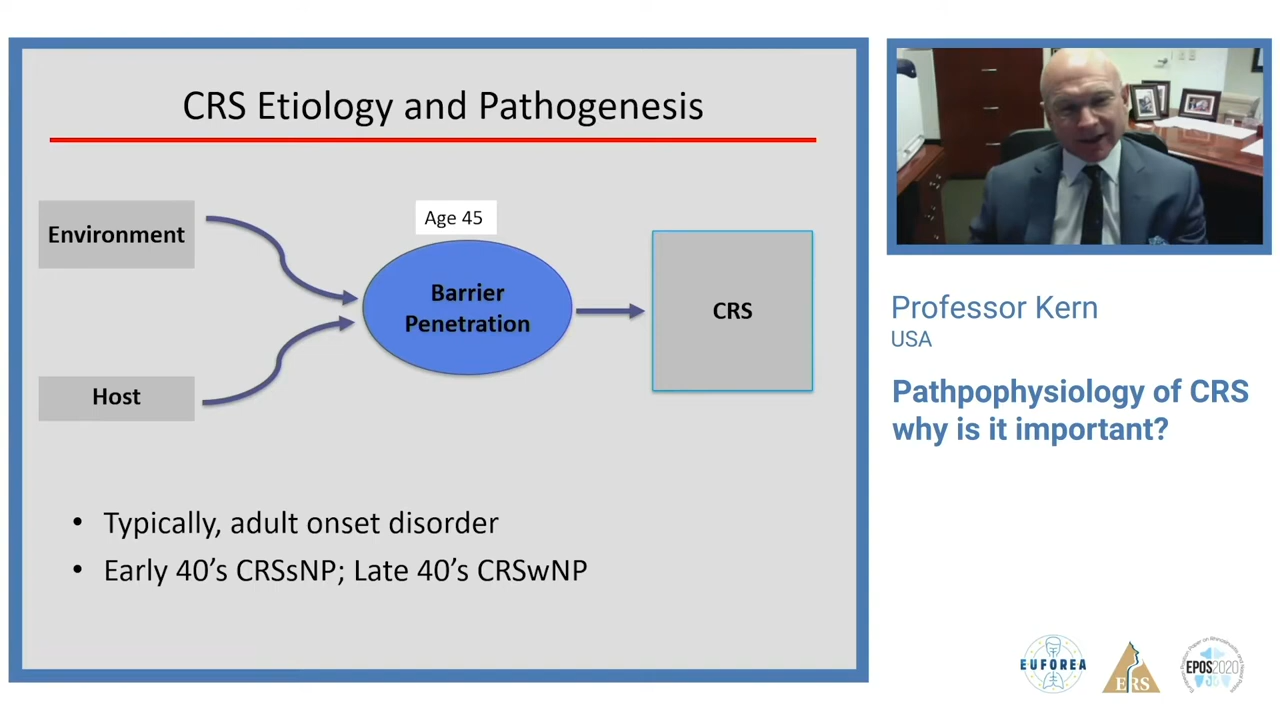 CRS Etiology and Pathogenesis
Environment
Age 45
Barrier
Penetration
CRS
Host
• Typically, adult onset disorder
• Early 40's CRSsNP; Late 40's CRSwNP
Professor Kern
USA
Pathpophysiology of CRS
why is it important?
EUFOREA
ERS
EPOS2020